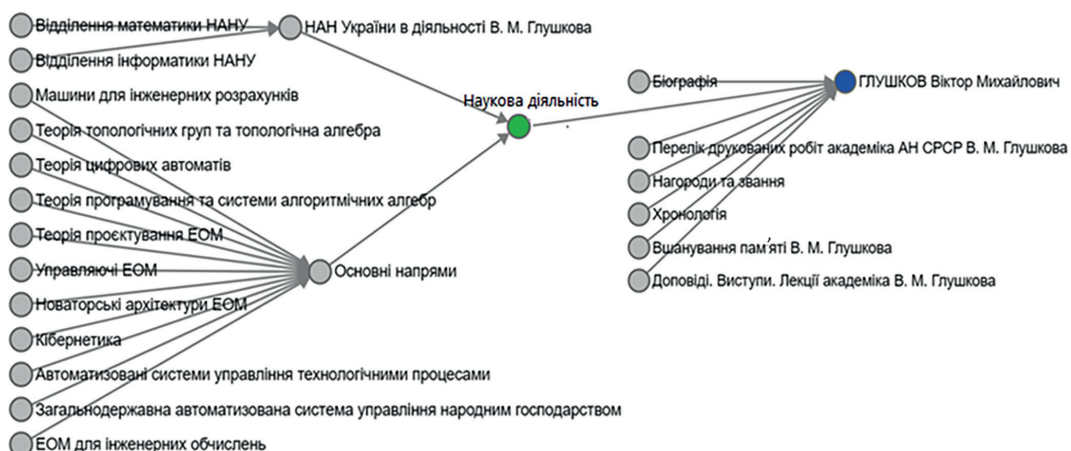 Відділення математики НАНУ
НАН України в діяльності В. М. Глушкова
Відділення інформатики НАНУ
Машини для інженерних розрахунків
Теорія топологічних груп та топологічна алгебра
Теорія цифрових автоматів
Теорія програмування та системи алгоритмічних алгебр
Теорія проєктування ЕОМ
Управляючі ЕОМ
Новаторські архітектури ЕОМ
Кібернетика
Автоматизовані системи управління технологічними процесами
Загальнодержавна автоматизована система управління народним господарством
ЕОМ для інженерних обчислень
Основні напрями
Наукова діяльність
Біографія
ГЛУШКОВ Віктор Михайлович
Перелік друкованих робіт академіка АН СРСР В. М. Глушкова
Нагороди та звання
Хронологія
Вшанування пам'яті В. М. Глушкова
Доповіді. Виступи. Лекції академіка В. М. Глушкова